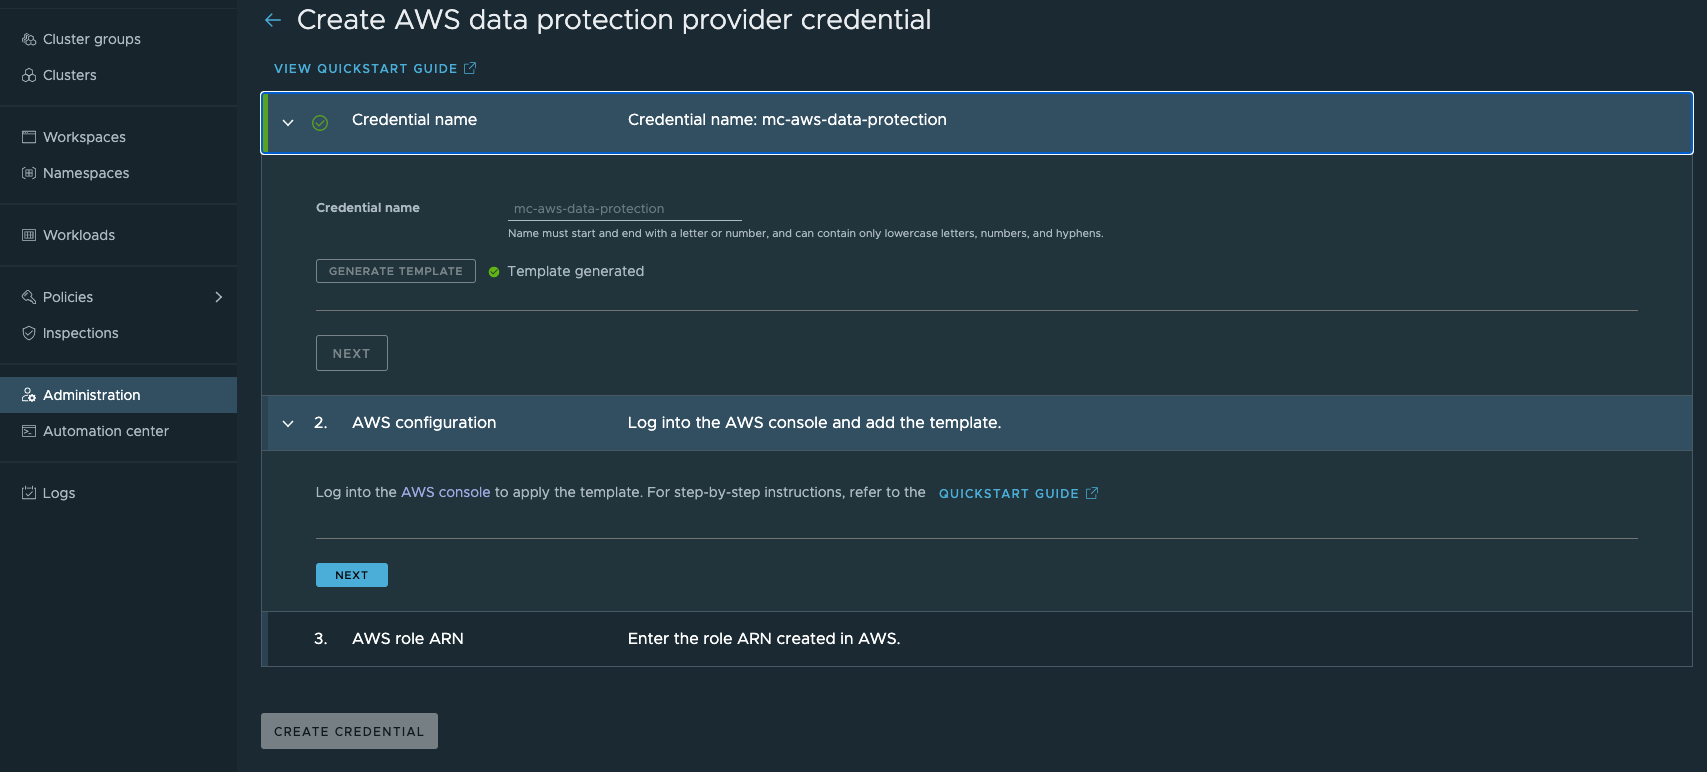 Create AWS data protection provider credential
VIEW QUICKSTART GUIDE
Cluster groups
Clusters
Workspaces
Namespaces
Workloads
Policies
Inspections
Administration
Automation center
Logs
Credential name
Credential name: mc-aws-data-protection
Credential name
mc-aws-data-protection
Name must start and end with a letter or number, and can contain only lowercase letters, numbers, and hyphens.
GENERATE TEMPLATE
Template generated
NEXT
2. AWS configuration
Log into the AWS console and add the template.
Log into the AWS console to apply the template. For step-by-step instructions, refer to the QUICKSTART GUIDE
NEXT
3. AWS role ARN
Enter the role ARN created in AWS.
CREATE CREDENTIAL